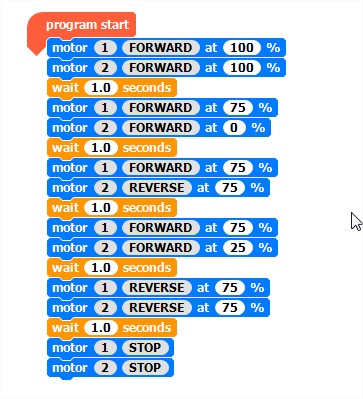 program start
motor 1 FORWARD at 100 %
motor 2 FORWARD at 100 %
wait 1.0 seconds
motor 1 FORWARD at 75 %
motor 2 FORWARD at 0 %
wait 1.0 seconds
motor 1 FORWARD at 75 %
motor 2 REVERSE at 75 %
wait 1.0 seconds
motor 1 FORWARD at 75 %
motor 2 FORWARD at 25 %
wait 1.0 seconds
motor 1 REVERSE at 75 %
motor 2 REVERSE at 75 %
wait 1.0 seconds
motor 1 STOP
motor 2 STOP